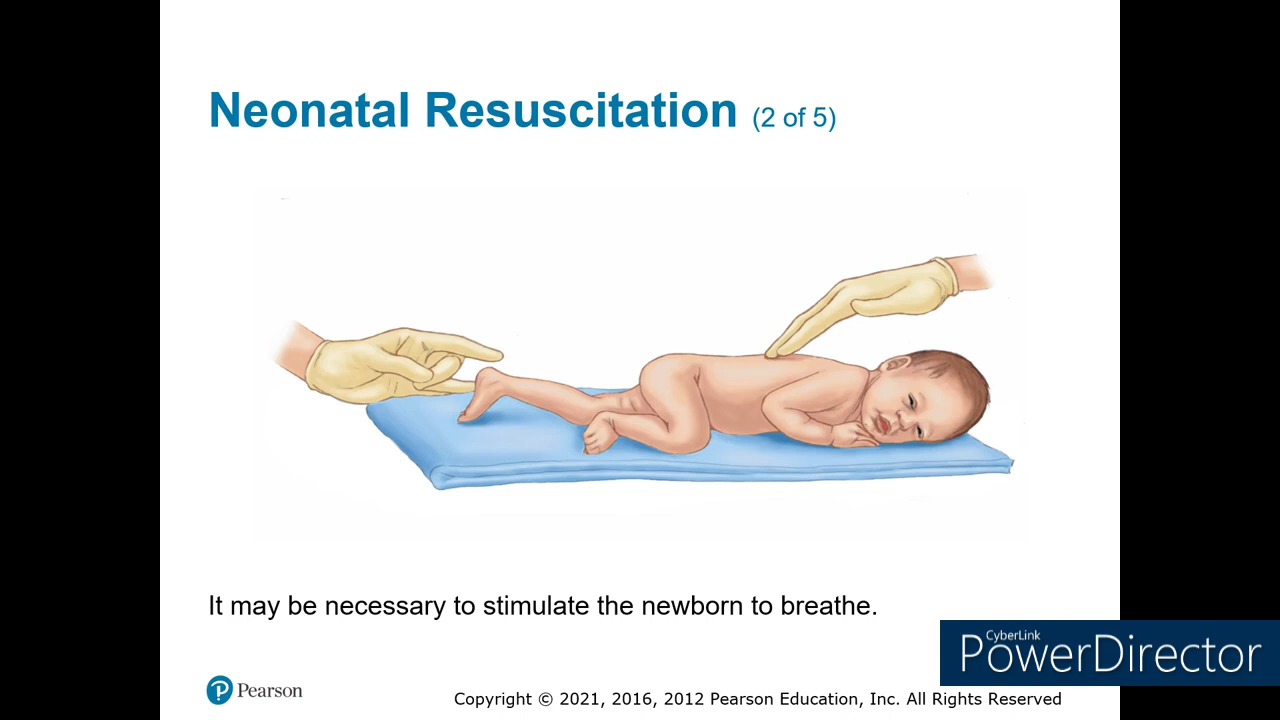 Neonatal Resuscitation (2 of 5)
It may be necessary to stimulate the newborn to breathe.
CyberLink
PowerDirector
Pearson
Copyright © 2021, 2016, 2012 Pearson Education, Inc. All Rights Reserved